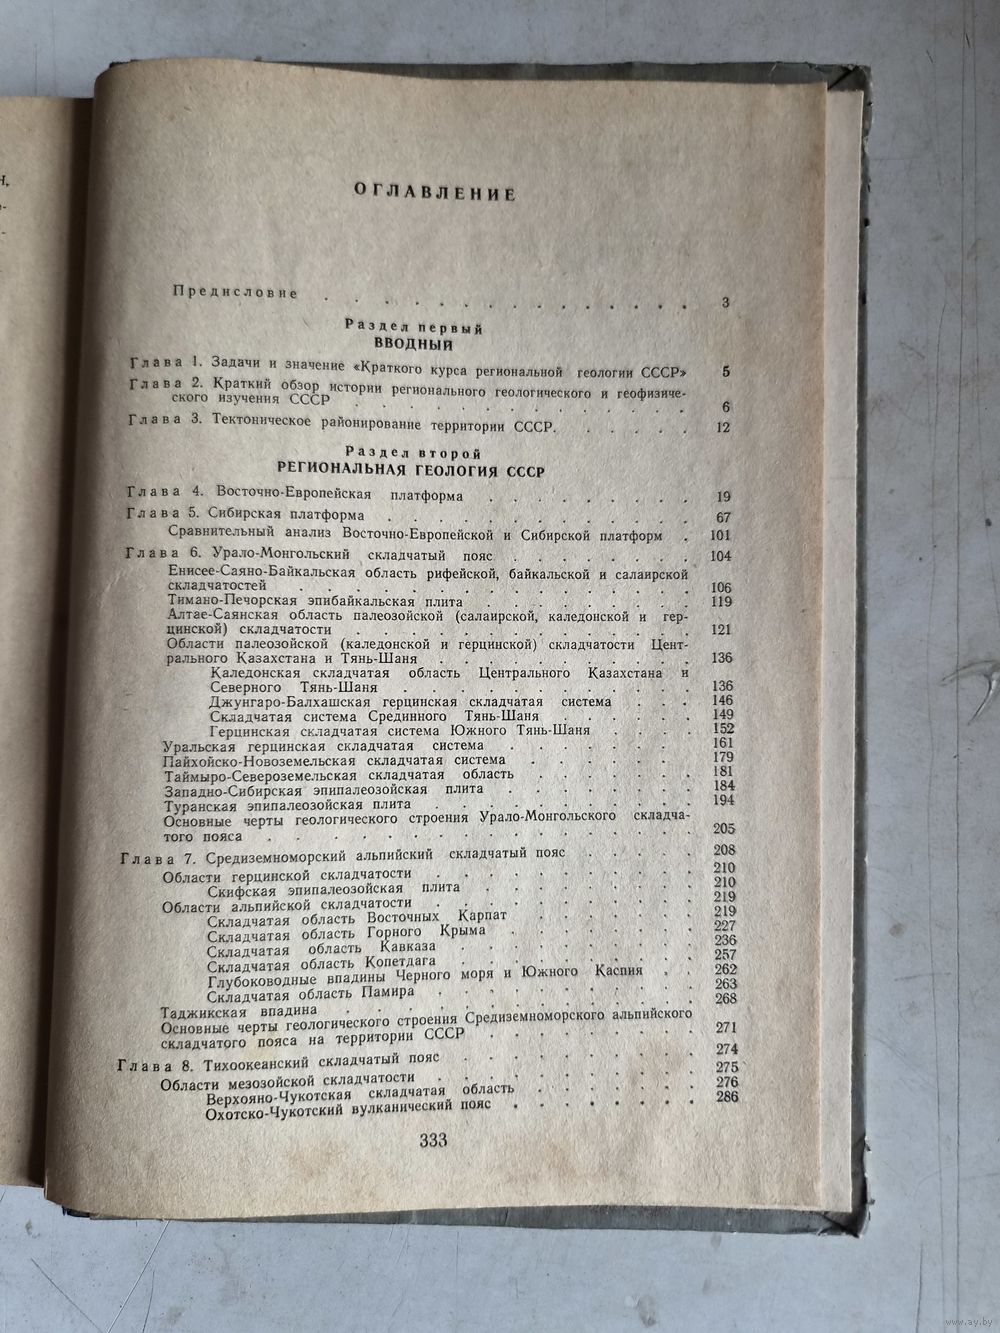 ОГЛАВЛЕНИЕ
Предисловие . . . . . . . . . . . . . 3
Раздел первый
ВВОДНЫЙ
Глава 1. Задачи и значение «Краткого курса региональной геологии СССР» 5
Глава 2. Краткий обзор истории регионального геологического и геофизиче-
ского изучения СССР . . . . . . . . . . . . 6
Глава 3. Тектоническое районирование территории СССР. . . . . . 12
Раздел второй
РЕГИОНАЛЬНАЯ ГЕОЛОГИЯ СССР
Глава 4. Восточно-Европейская платформа . . . . . . . . . 19
Глава 5. Сибирская платформа . . . . . . . . . . . . 67
Сравнительный анализ Восточно-Европейской и Сибирской платформ . 101
Глава 6. Урало-Монгольский складчатый пояс . . . . . . . . 104
Енисее-Саяно-Байкальская область рифейской, байкальской и салаирской
складчатостей . . . . . . . . . . . . . . 106
Тимано-Печорская эпибайкальская плита . . . . . . . . . 119
Алтае-Саянская область палеозойской (салаирской, каледонской и гер-
цинской) складчатости . . . . . . . . . . . . . 121
Области палеозойской (каледонской и герцинской) складчатости Цент-
рального Казахстана и Тянь-Шаня . . . . . . . . . . . 136
Каледонская складчатая область Центрального Казахстана и
Северного Тянь-Шаня . . . . . . . . . . . 136
Джунгаро-Балхашская герцинская складчатая система . . . 146
Складчатая система Срединного Тянь-Шаня . . . . . . 149
Герцинская складчатая система Южного Тянь-Шаня . . . . 152
Уральская герцинская складчатая система . . . . . . . 161
Пайхойско-Новоземельская складчатая система . . . . . . 179
Таймыро-Североземельская складчатая область . . . . . . 181
Западно-Сибирская эпипалеозойская плита . . . . . . . 184
Туранская эпипалеозойская плита . . . . . . . . . . 194
Основные черты геологического строения Урало-Монгольского складча-
того пояса . . . . . . . . . . . . . . . . 205
Глава 7. Средиземноморский альпийский складчатый пояс . . . . . 208
Области герцинской складчатости . . . . . . . . . . 210
Скифская эпипалеозойская плита . . . . . . . . 210
Области альпийской складчатости . . . . . . . . . . 219
Складчатая область Восточных Карпат . . . . . . 219
Складчатая область Горного Крыма . . . . . . . 227
Складчатая область Кавказа . . . . . . . . . 236
Складчатая область Копетдага . . . . . . . . . 257
Глубоководные впадины Черного моря и Южного Каспия . . 262
Складчатая область Памира . . . . . . . . . . 263
Таджикская впадина . . . . . . . . . . . . . 268
Основные черты геологического строения Средиземноморского альпийского
складчатого пояса на территории СССР . . . . . . . . 271
Глава 8. Тихоокеанский складчатый пояс . . . . . . . . . 274
Области мезозойской складчатости . . . . . . . . . . 275
Верхояно-Чукотская складчатая область . . . . . . 276
Охотско-Чукотский вулканический пояс . . . . . . . 286
333
www.ay.by